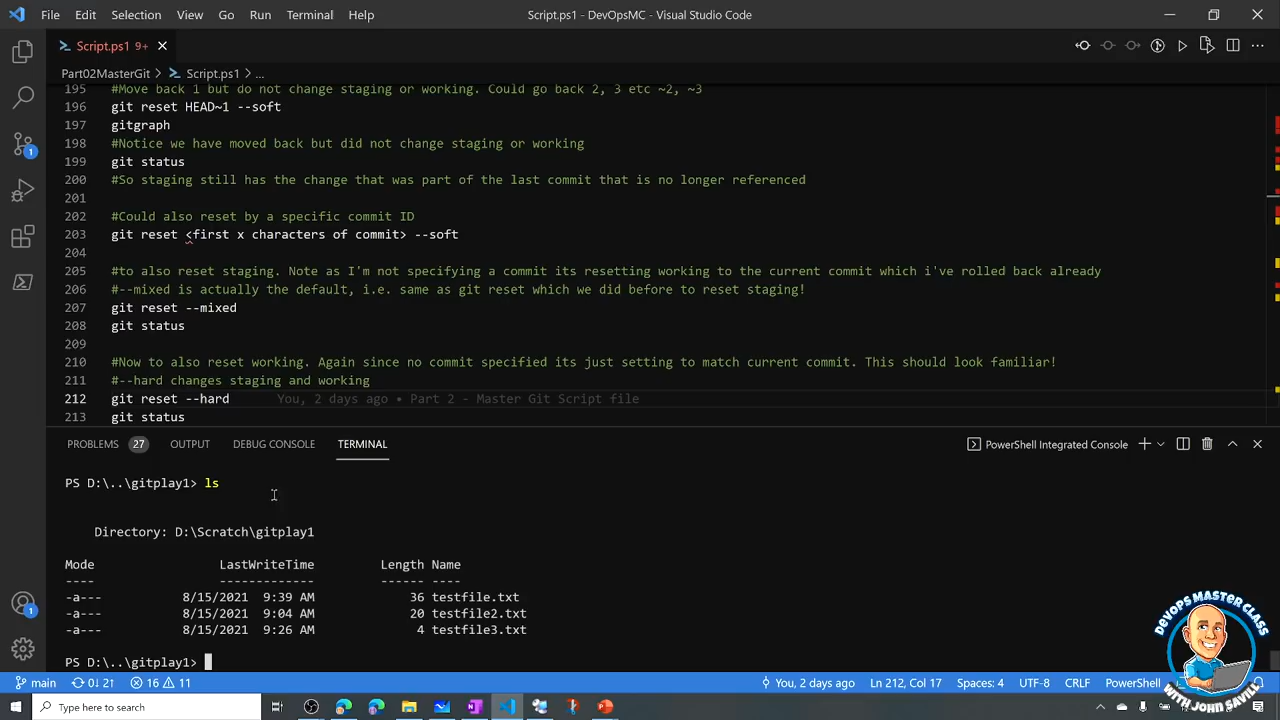 File Edit Selection View Go Run Terminal Help Script.ps1 - DevOpsMC - Visual Studio Code
Script.ps1 9+
Part02MasterGit > Script.ps1 > ...
195 #Move back 1 but do not change staging or working. Could go back 2, 3 etc ~2, ~3
196 git reset HEAD~1 --soft
197 gitgraph
198 #Notice we have moved back but did not change staging or working
199 git status
200 #So staging still has the change that was part of the last commit that is no longer referenced
201
202 #Could also reset by a specific commit ID
203 git reset <first x characters of commit> --soft
204
205 #to also reset staging. Note as I'm not specifying a commit its resetting working to the current commit which i've rolled back already
206 #--mixed is actually the default, i.e. same as git reset which we did before to reset staging!
207 git reset --mixed
208 git status
209
210 #Now to also reset working. Again since no commit specified its just setting to match current commit. This should look familiar!
211 #--hard changes staging and working
212 git reset --hard You, 2 days ago • Part 2 - Master Git Script file
213 git status
PROBLEMS 27 OUTPUT DEBUG CONSOLE TERMINAL PowerShell Integrated Console
PS D:\..\gitplay1> ls
Directory: D:\Scratch\gitplay1
Mode LastWriteTime Length Name
---- ------------- ------ ----
-a--- 8/15/2021 9:39 AM 36 testfile.txt
-a--- 8/15/2021 9:04 AM 20 testfile2.txt
-a--- 8/15/2021 9:26 AM 4 testfile3.txt
PS D:\..\gitplay1>
1
1
DEVOPS MASTER CLASS
WITH JOHN SAVILL
main 0↓ 2↑ 16 11 You, 2 days ago Ln 212, Col 17 Spaces: 4 UTF-8 CRLF PowerShell
Type here to search